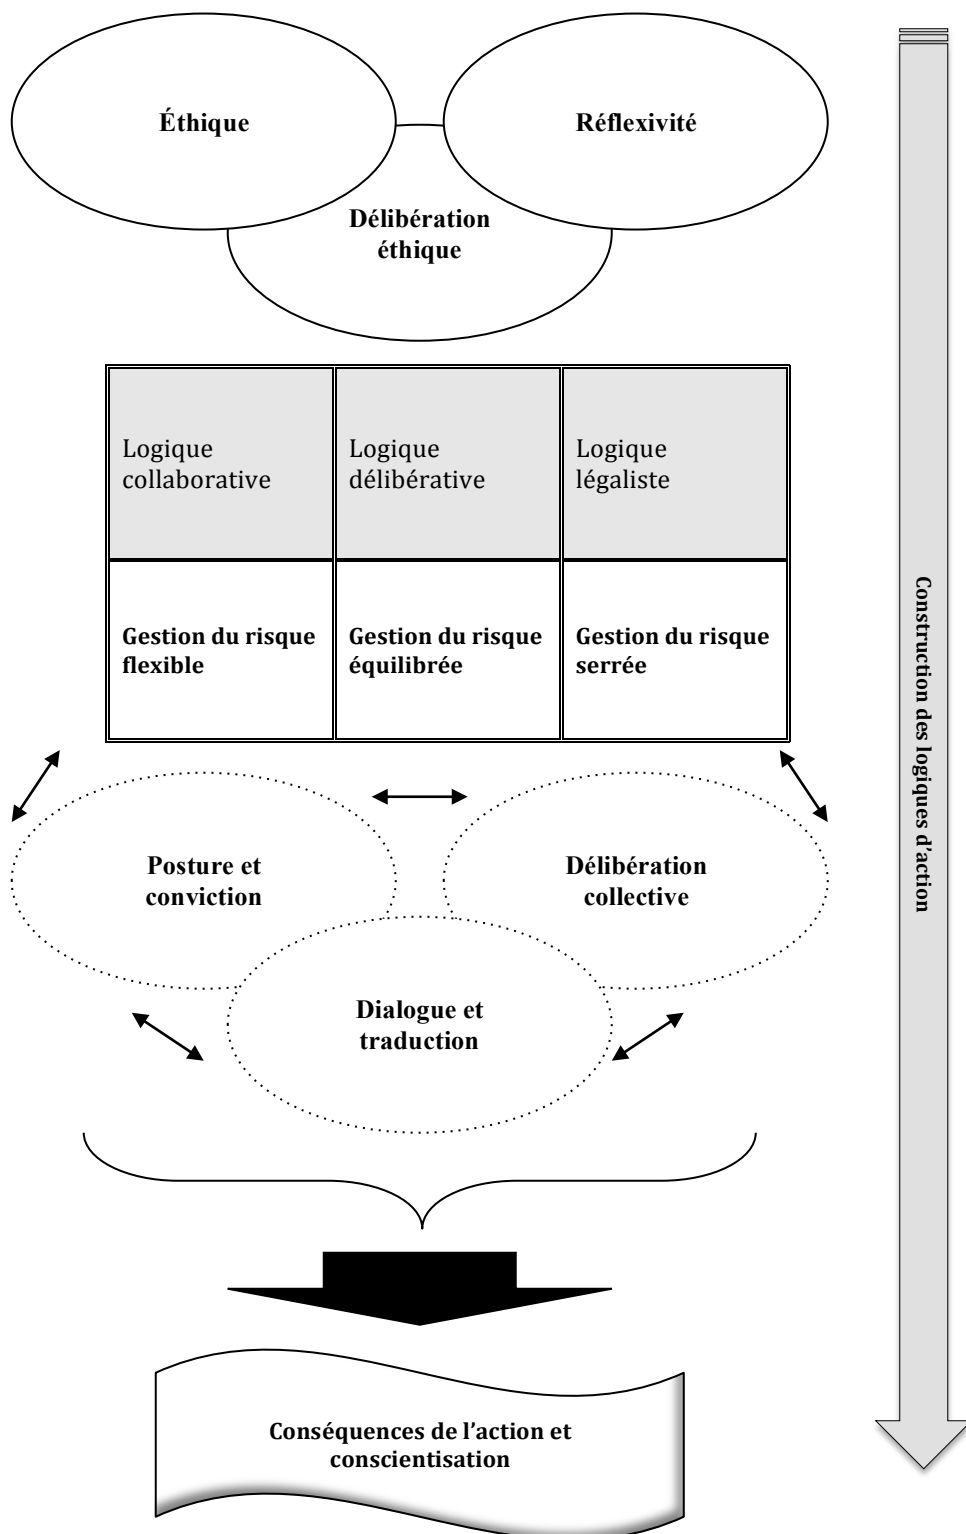 Éthique
Réflexivité
Délibération
éthique
Logique
collaborative
Logique
délibérative
Logique
légaliste
Gestion du risque
flexible
Gestion du risque
équilibrée
Gestion du risque
serrée
Posture et
conviction
Délibération
collective
Dialogue et
traduction
Conséquences de l'action et
conscientisation
Construction des logiques d'action